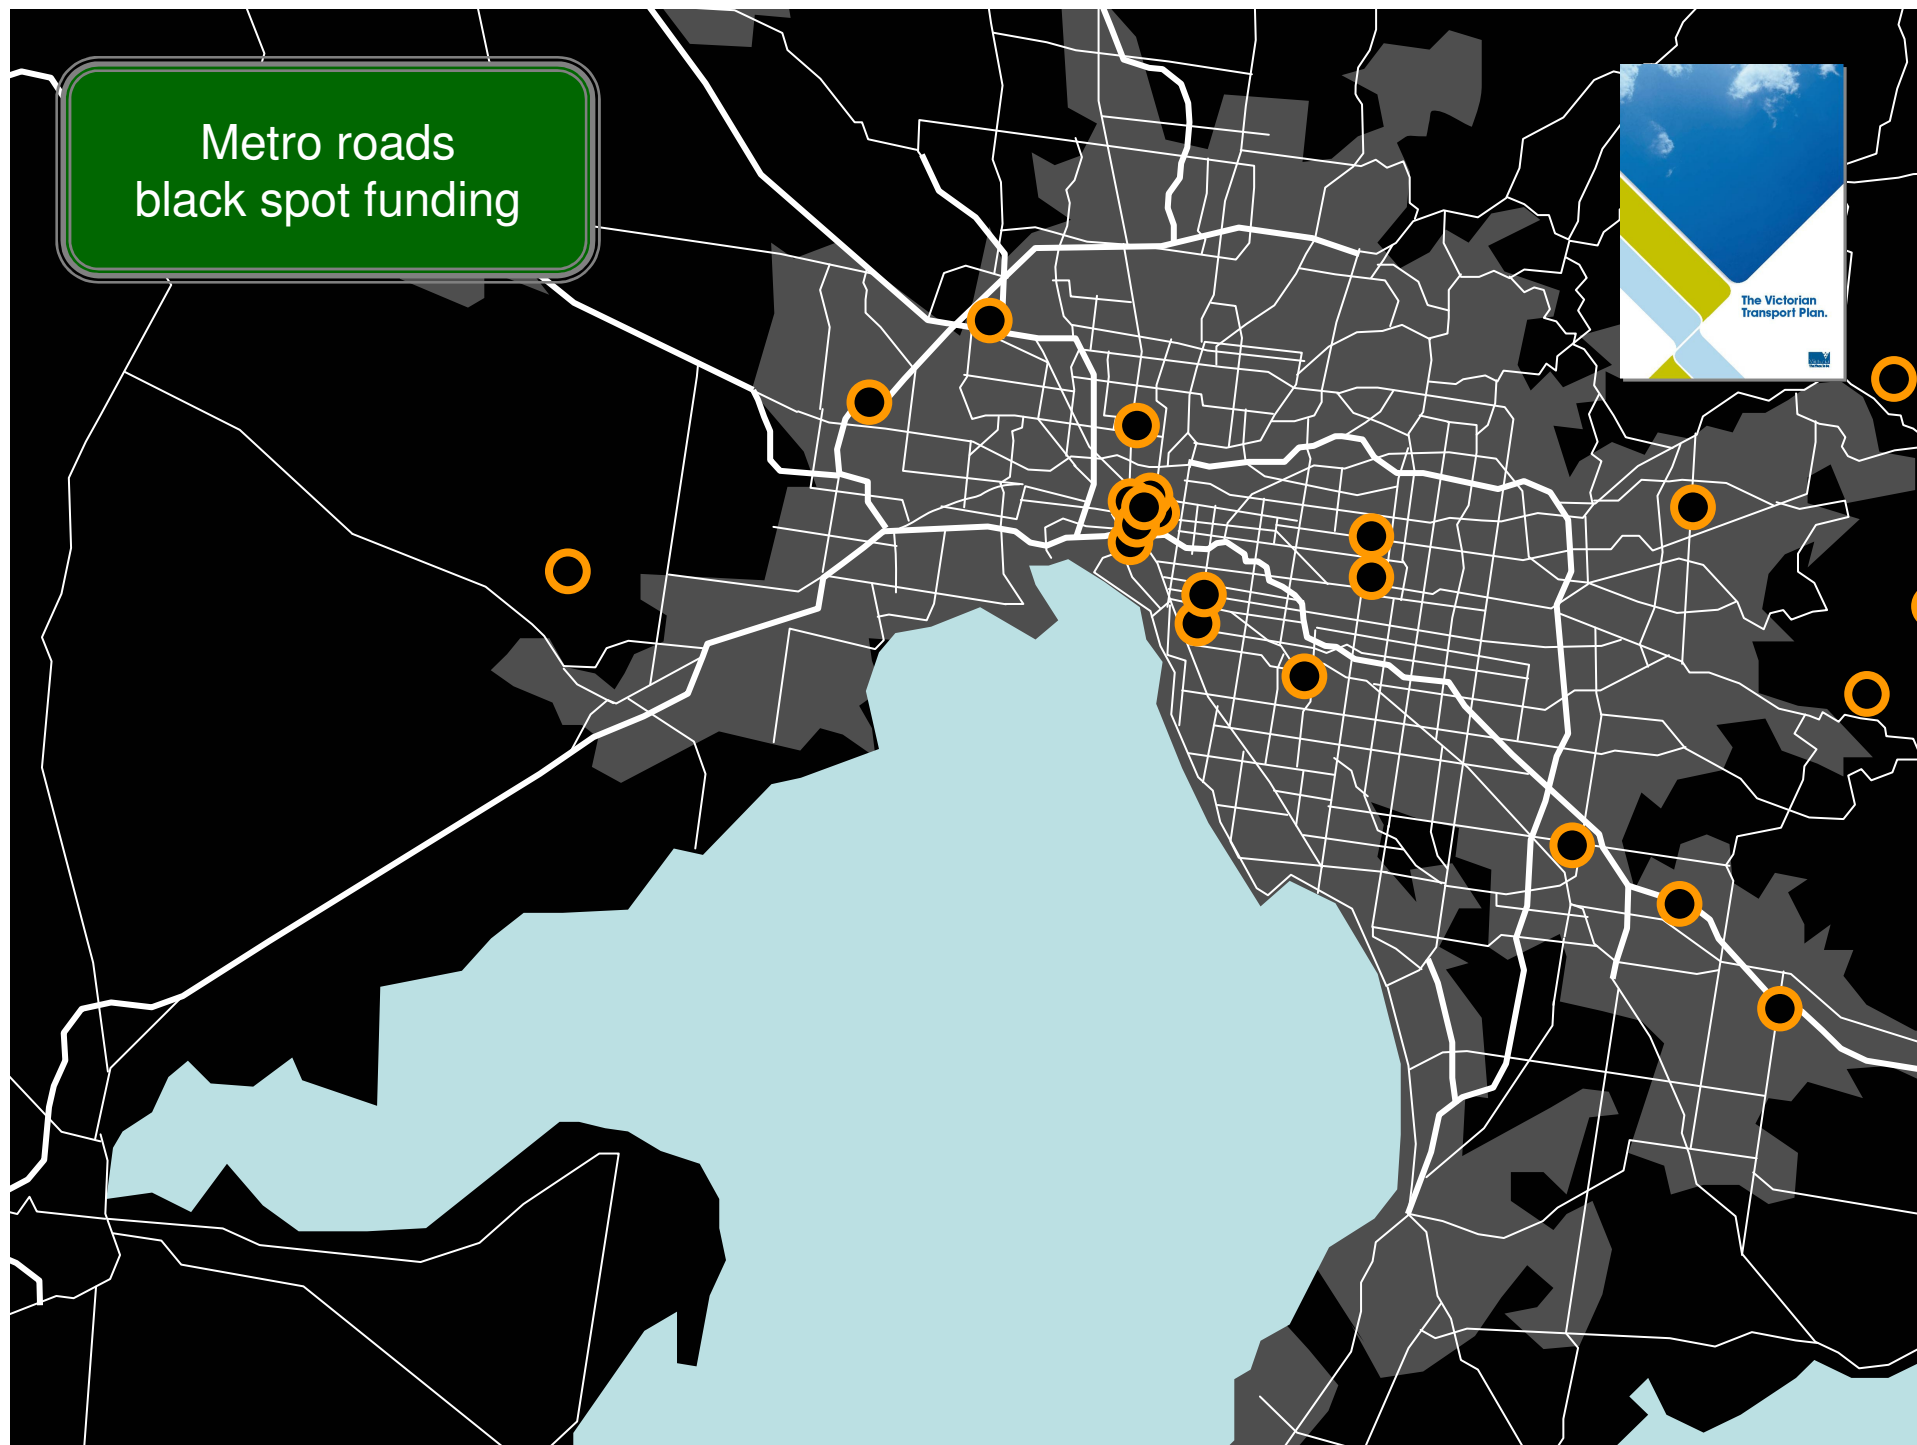 Metro roads
black spot funding
The Victorian
Transport Plan.